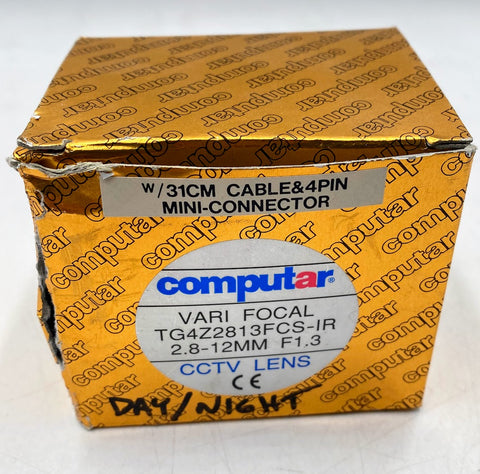 W/31CM CABLE&4PIN
MINI-CONNECTOR
computar®
VARI FOCAL
TG4Z2813FCS-IR
2.8-12MM F1.3
CCTV LENS
CE
DAY/NIGHT